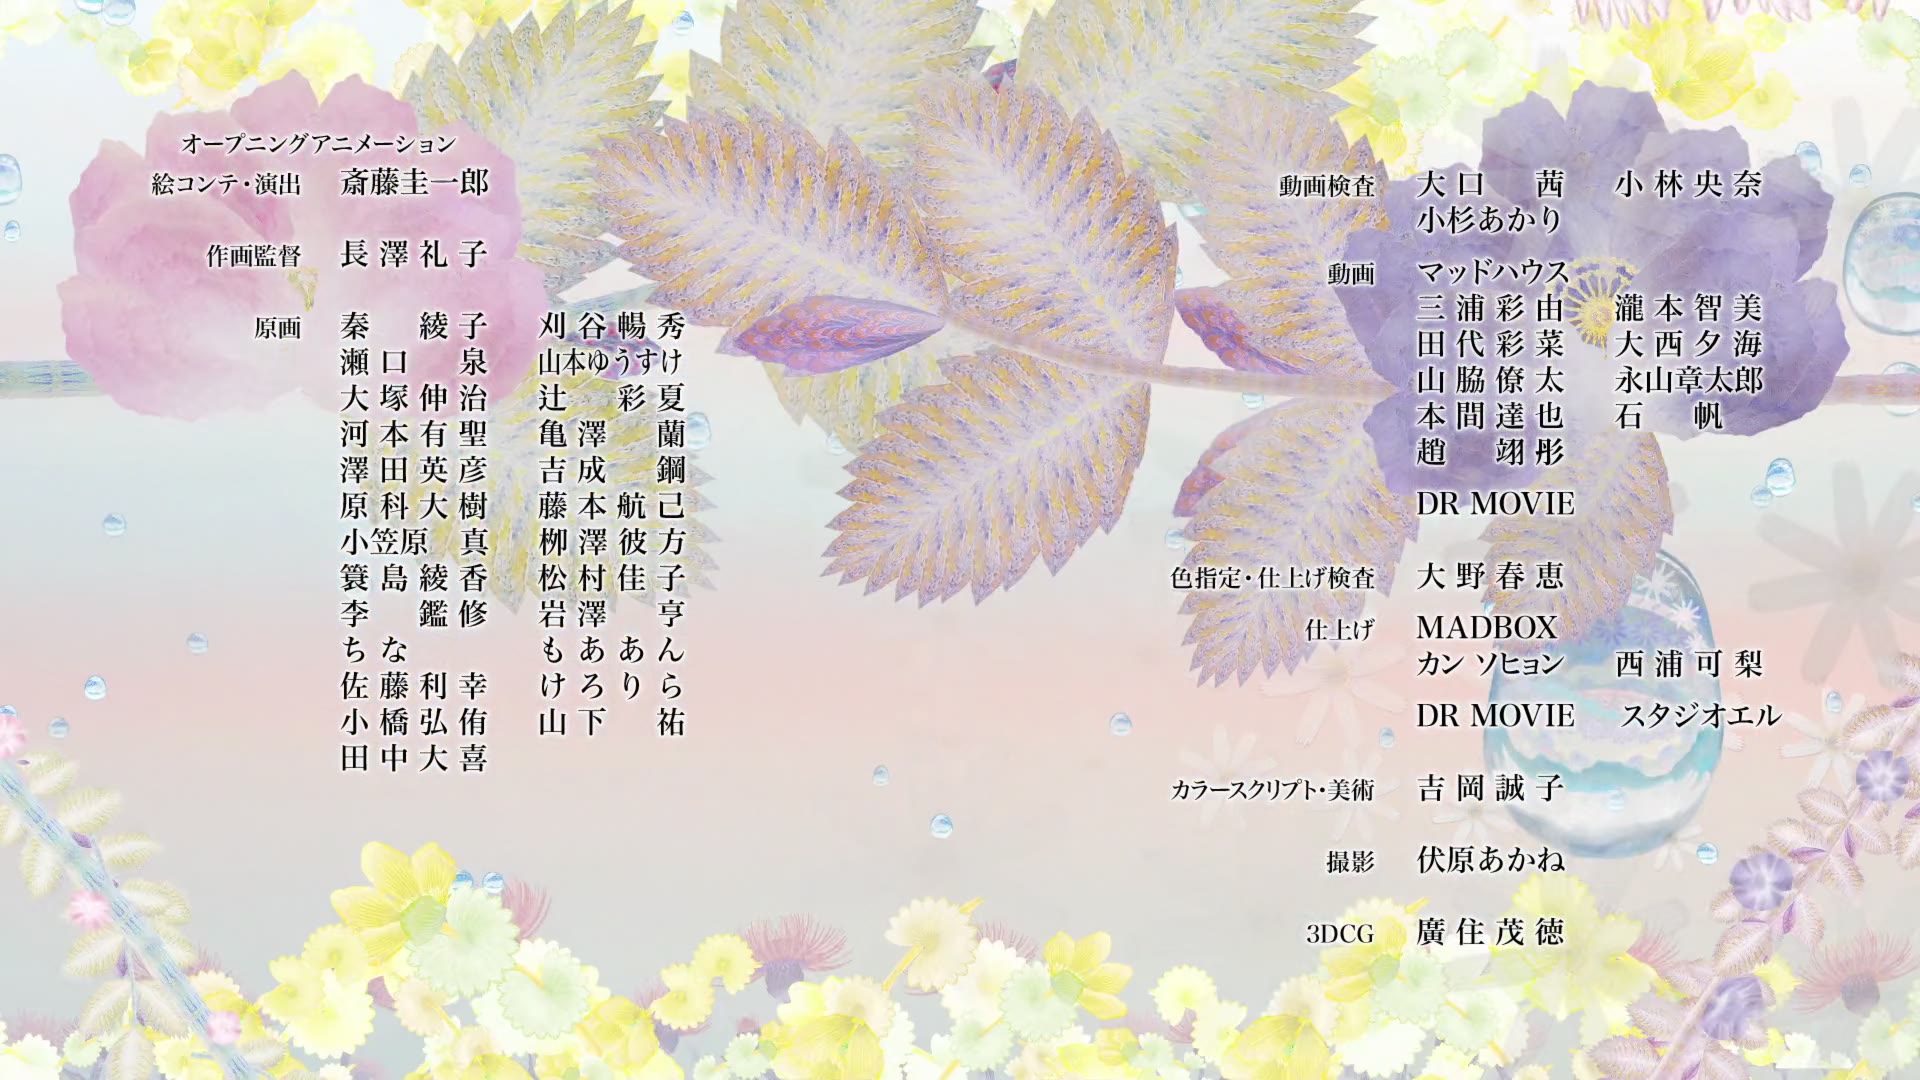 オープニングアニメーション
絵コンテ・演出 斎藤圭一郎
作画監督 長澤礼子
原画 秦 綾子 刈谷暢秀
瀬口 泉 山本ゆうすけ
大塚伸治 辻 彩夏
河本有聖 亀澤 蘭
澤田英彦 吉成 鋼
原科大樹 藤本航己
小笠原 真 栁澤彼方
簑島綾香 松村佳子
李 鑑修 岩澤 亨
ちな もああん
佐藤利幸 けろりら
小橋弘侑 山下 祐
田中大喜
動画検査 大口 茜 小林央奈
小杉あかり
動画 マッドハウス
三浦彩由 瀧本智美
田代彩菜 大西夕海
山脇僚太 永山章太郎
本間達也 石 帆
趙 翊彤
DR MOVIE
色指定・仕上げ検査 大野春恵
仕上げ MADBOX
カン ソヒョン 西浦可梨
DR MOVIE スタジオエル
カラースクリプト・美術 吉岡誠子
撮影 伏原あかね
3DCG 廣住茂徳